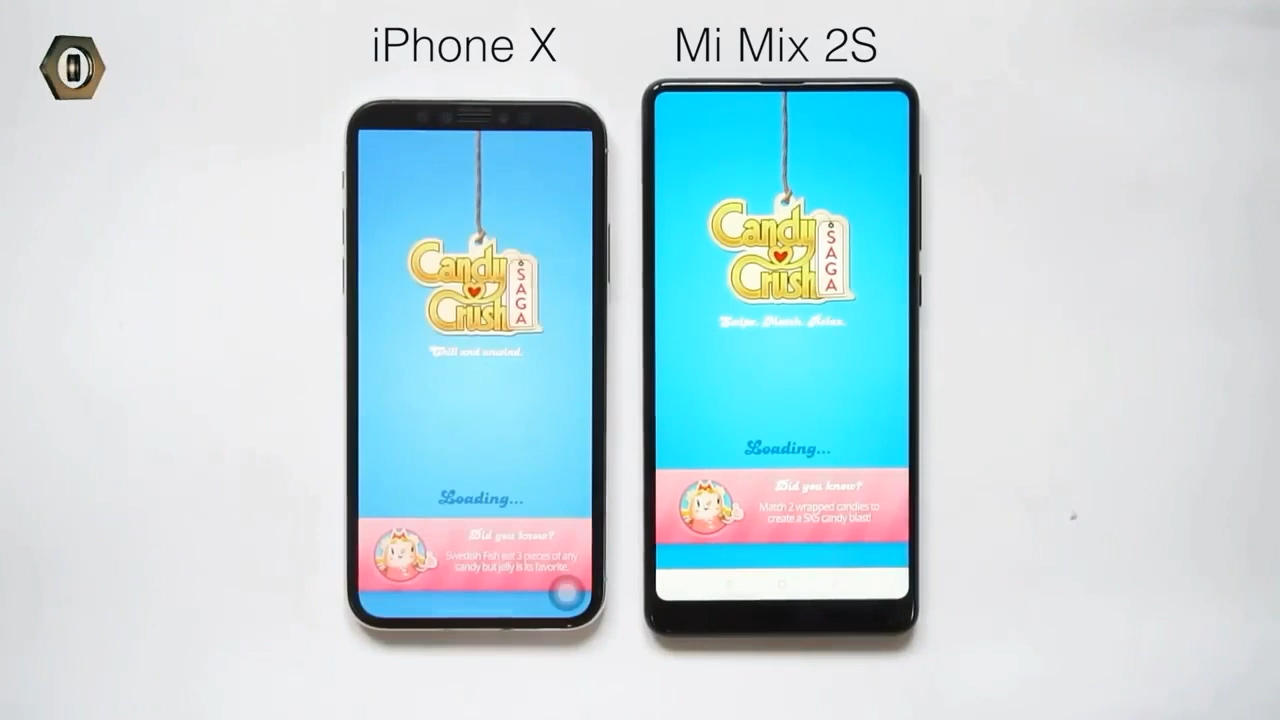 iPhone X
Mi Mix 2S
Candy
Crush
SAGA
Chill and unwind.
Loading...
Did you know?
Swedish Fish eat 3 pieces of any
candy but jelly is its favorite.
Candy
Crush
SAGA
Swipe. Match. Relax.
Loading...
Did you know?
Match 2 wrapped candies to
create a 5X5 candy blast!